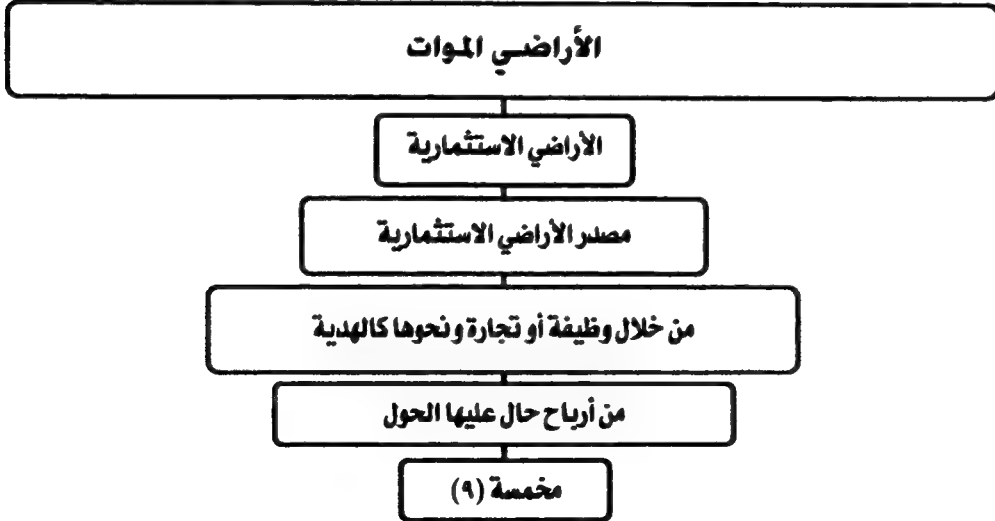 الأراضي الموات
الأراضي الاستثمارية
مصدر الأراضي الاستثمارية
من خلال وظيفة أو تجارة ونحوها كالهدية
من أرباح حال عليها الحول
مخمسة (٩)